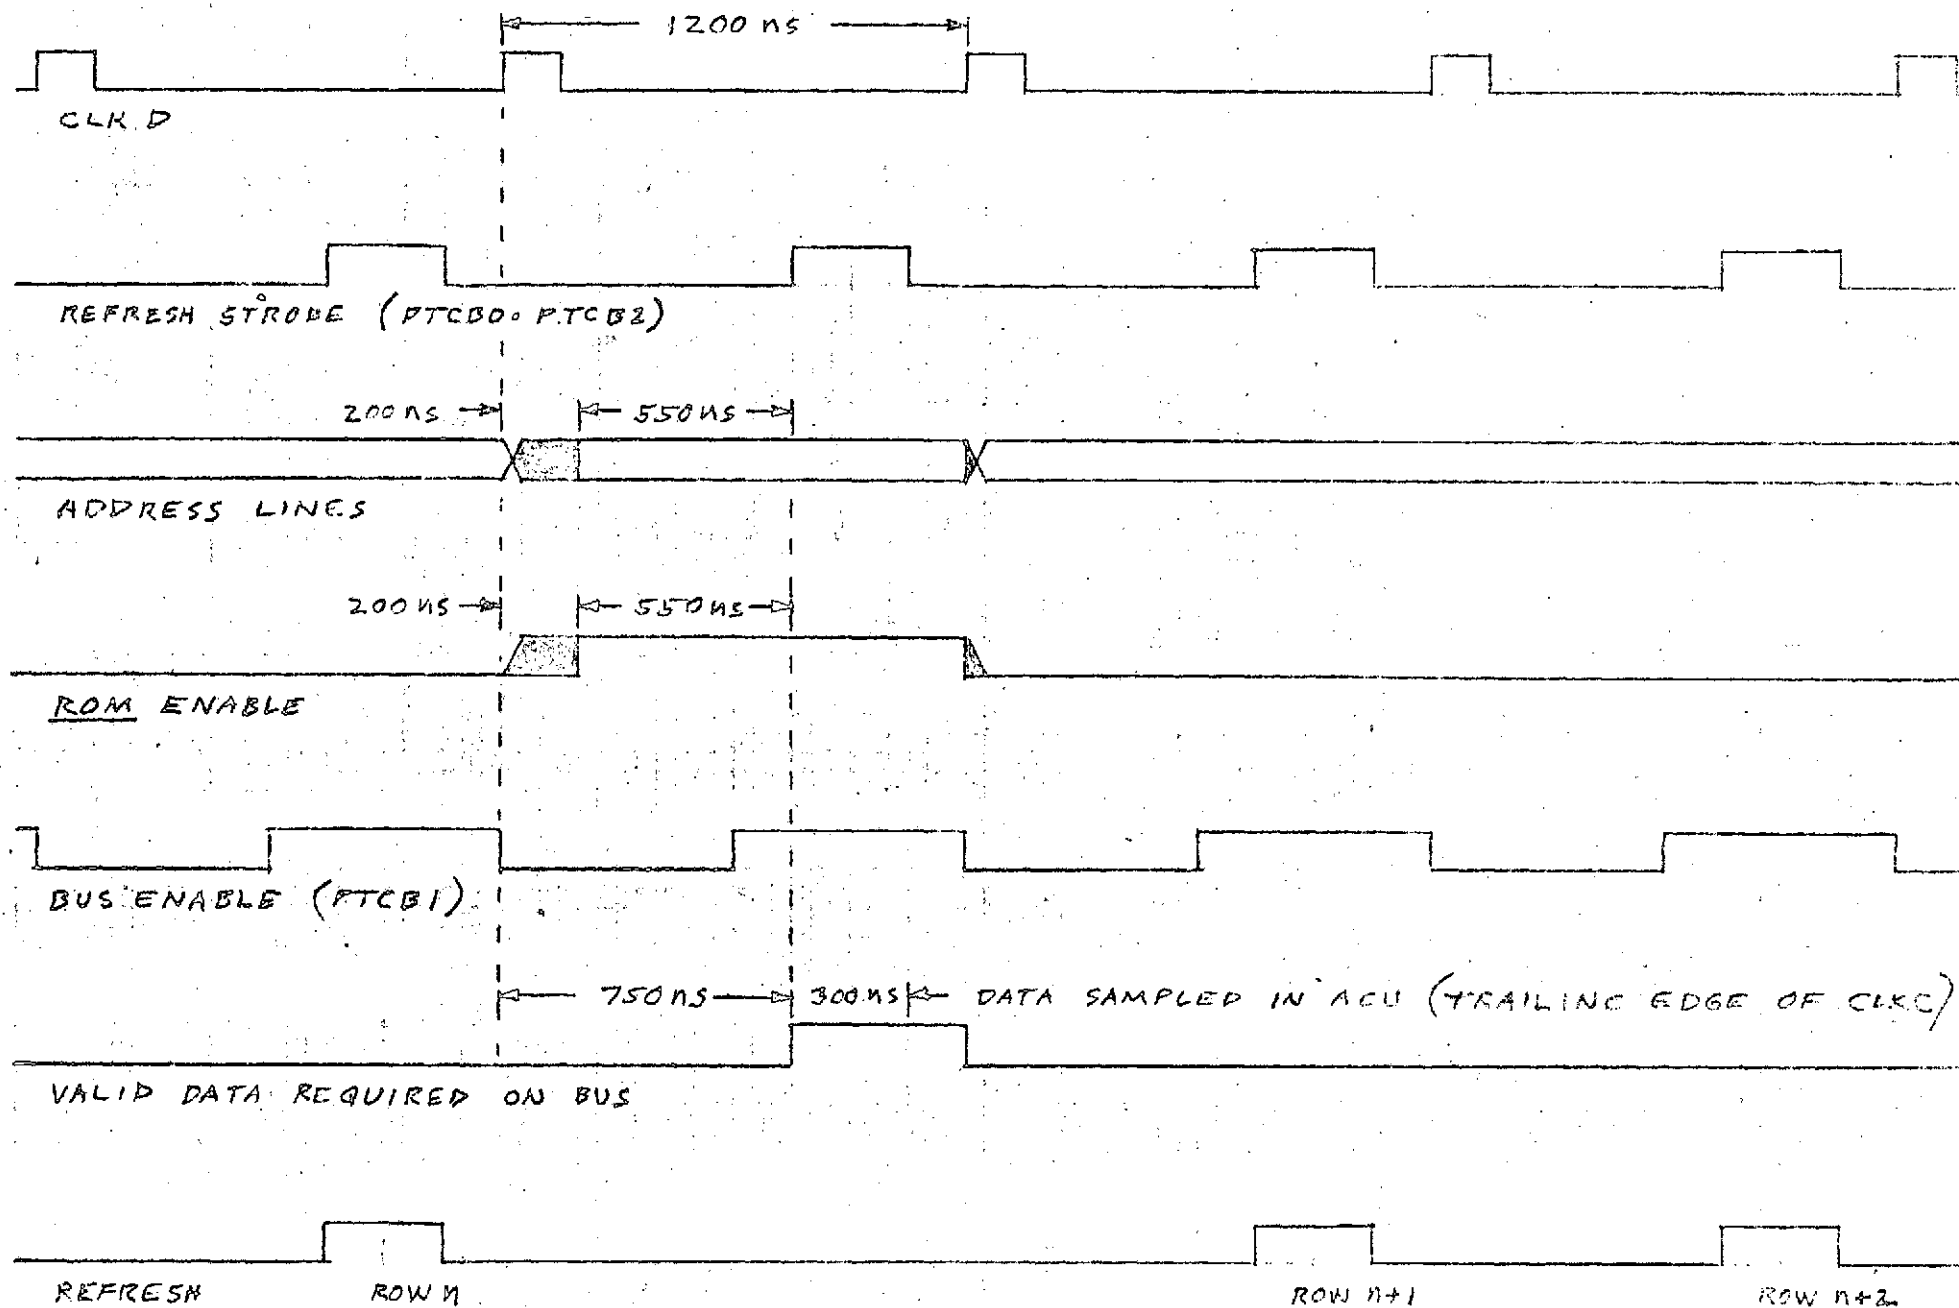 1200 ns
CLK D
REFRESH STROBE (PTCB0·PTCB2)
200 ns
550 ns
ADDRESS LINES
200 ns
550 ns
ROM ENABLE
BUS ENABLE (PTCB1)
750 ns
300 ns
DATA SAMPLED IN ACU (TRAILING EDGE OF CLKC)
VALID DATA REQUIRED ON BUS
REFRESH
ROW n
ROW n+1
ROW n+2